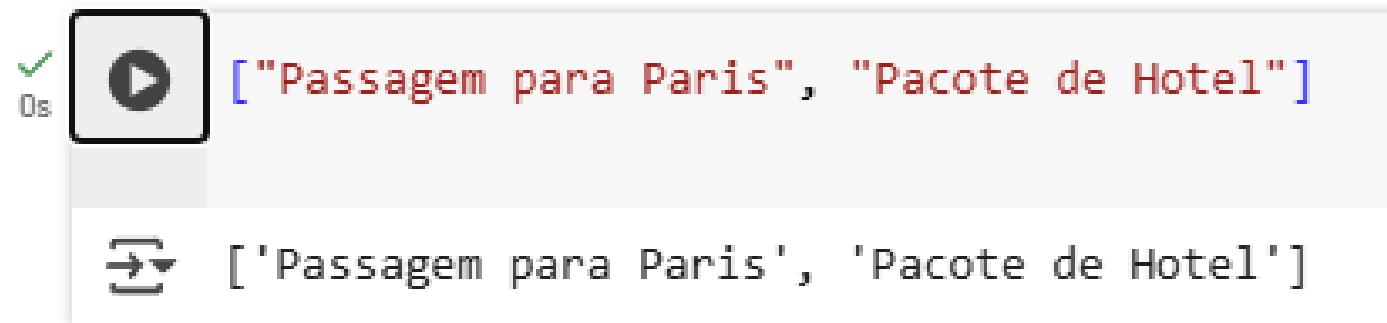 ["Passagem para Paris", "Pacote de Hotel"]
0s
['Passagem para Paris', 'Pacote de Hotel']